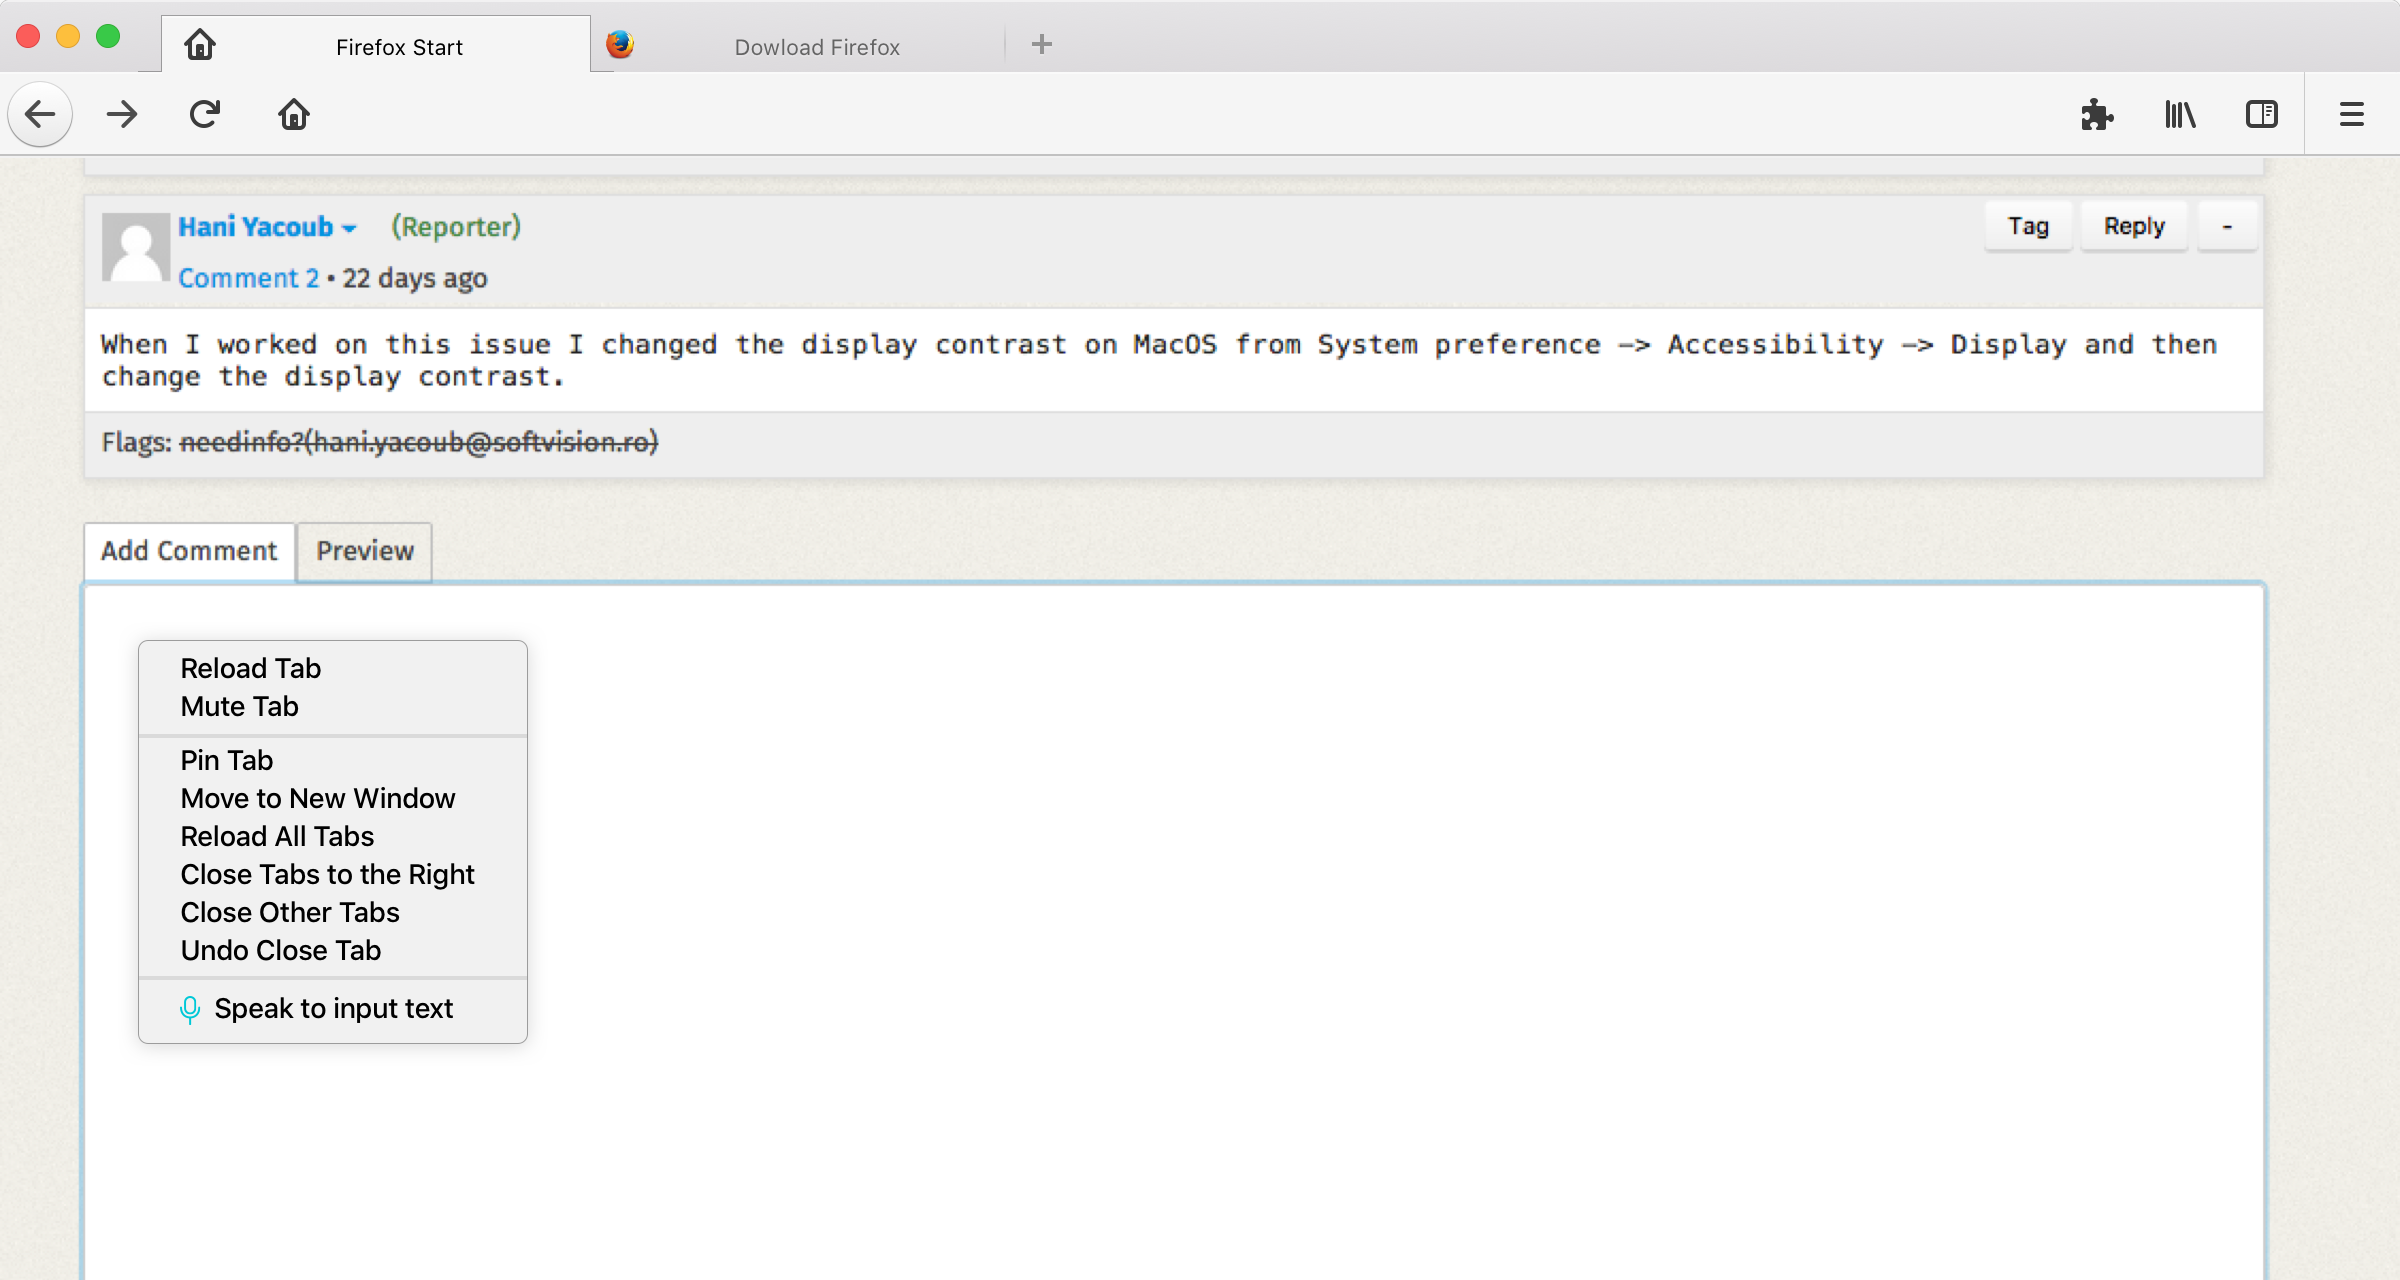 Firefox Start
Dowload Firefox
Hani Yacoub (Reporter)
Tag
Reply
-
Comment 2 • 22 days ago
When I worked on this issue I changed the display contrast on MacOS from System preference —> Accessibility —> Display and then
change the display contrast.
Flags: needinfo?(hani.yacoub@softvision.ro)
Add Comment
Preview
Reload Tab
Mute Tab
Pin Tab
Move to New Window
Reload All Tabs
Close Tabs to the Right
Close Other Tabs
Undo Close Tab
Speak to input text